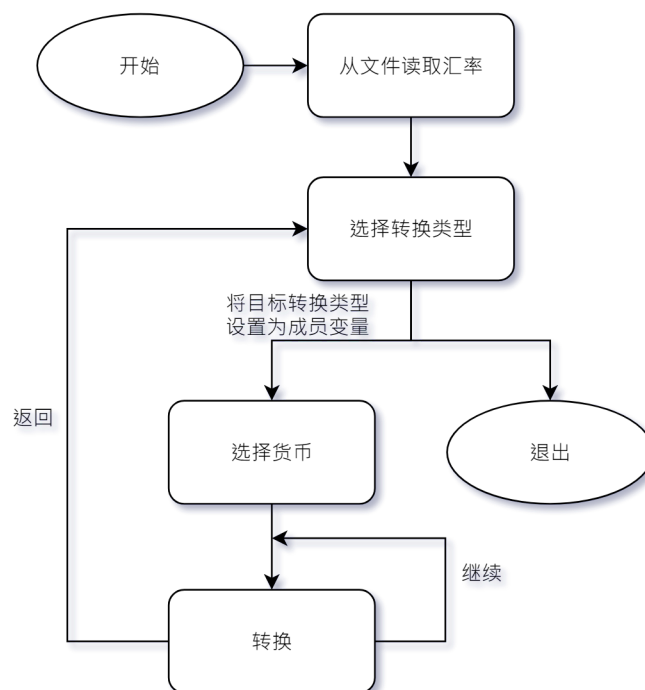 开始
从文件读取汇率
选择转换类型
将目标转换类型
设置为成员变量
返回
选择货币
退出
继续
转换